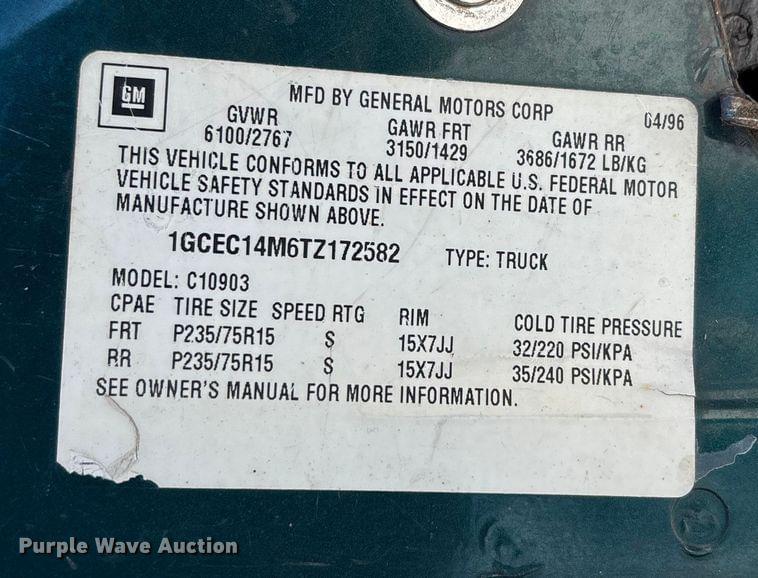 GM
MFD BY GENERAL MOTORS CORP 04/96
GVWR GAWR FRT GAWR RR
6100/2767 3150/1429 3686/1672 LB/KG
THIS VEHICLE CONFORMS TO ALL APPLICABLE U.S. FEDERAL MOTOR
VEHICLE SAFETY STANDARDS IN EFFECT ON THE DATE OF
MANUFACTURE SHOWN ABOVE.
1GCEC14M6TZ172582 TYPE: TRUCK
MODEL: C10903
CPAE TIRE SIZE SPEED RTG RIM COLD TIRE PRESSURE
FRT P235/75R15 S 15X7JJ 32/220 PSI/KPA
RR P235/75R15 S 15X7JJ 35/240 PSI/KPA
SEE OWNER'S MANUAL FOR MORE INFORMATION.
Purple Wave Auction